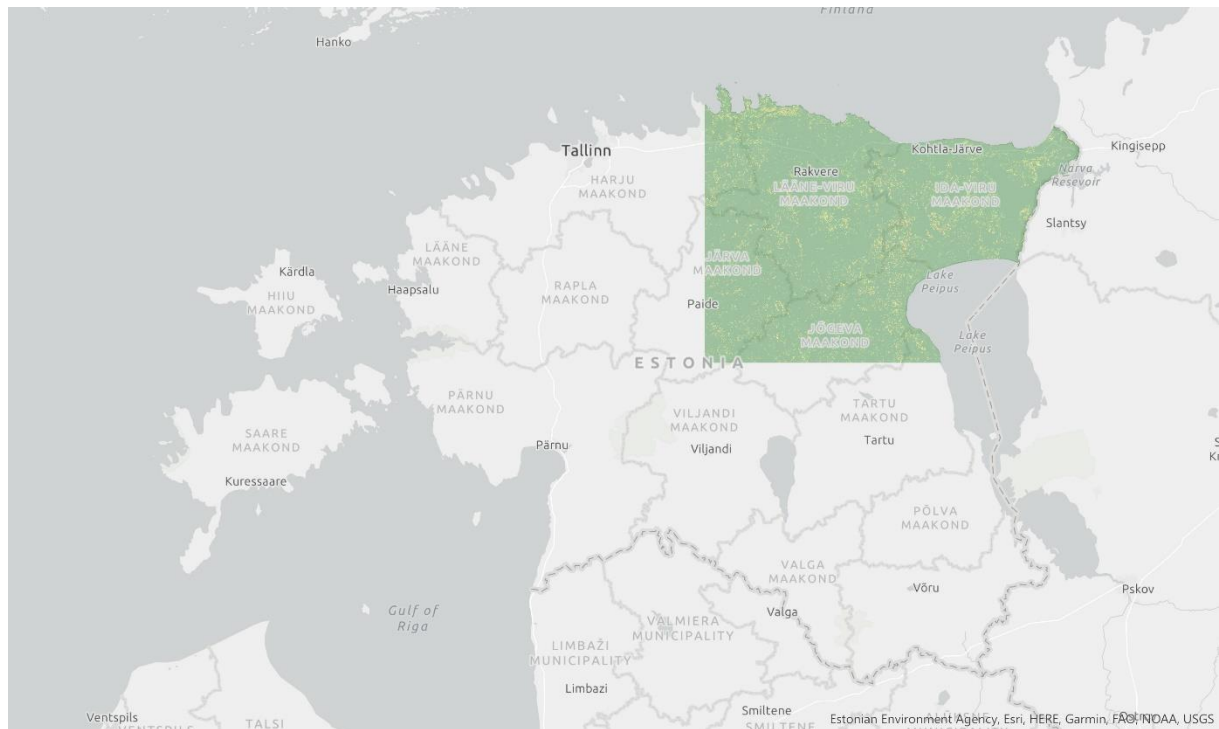 Finland
Hanko
Tallinn
Kohtla-Järve
Kingisepp
Rakvere
Narva
Resevoir
HARJU
MAAKOND
LÄÄNE-VIRU
MAAKOND
IDA-VIRU
MAAKOND
Slantsy
LÄÄNE
MAAKOND
Kärdla
Haapsalu
HIIU
MAAKOND
RAPLA
MAAKOND
JÄRVA
MAAKOND
Paide
Lake
Peipus
JÕGEVA
MAAKOND
Lake
Peipus
ESTONIA
PÄRNU
MAAKOND
VILJANDI
MAAKOND
TARTU
MAAKOND
SAARE
MAAKOND
Pärnu
Viljandi
Tartu
Kuressaare
PÕLVA
MAAKOND
VALGA
MAAKOND
Võru
Pskov
Gulf of
Riga
Valga
VALMIERA
MUNICIPALITY
LIMBAŽI
MUNICIPALITY
Limbazi
Smiltene
SMILTENE
Ventspils
VENTSPILS
TALSI
Estonian Environment Agency, Esri, HERE, Garmin, FAO, NOAA, USGS